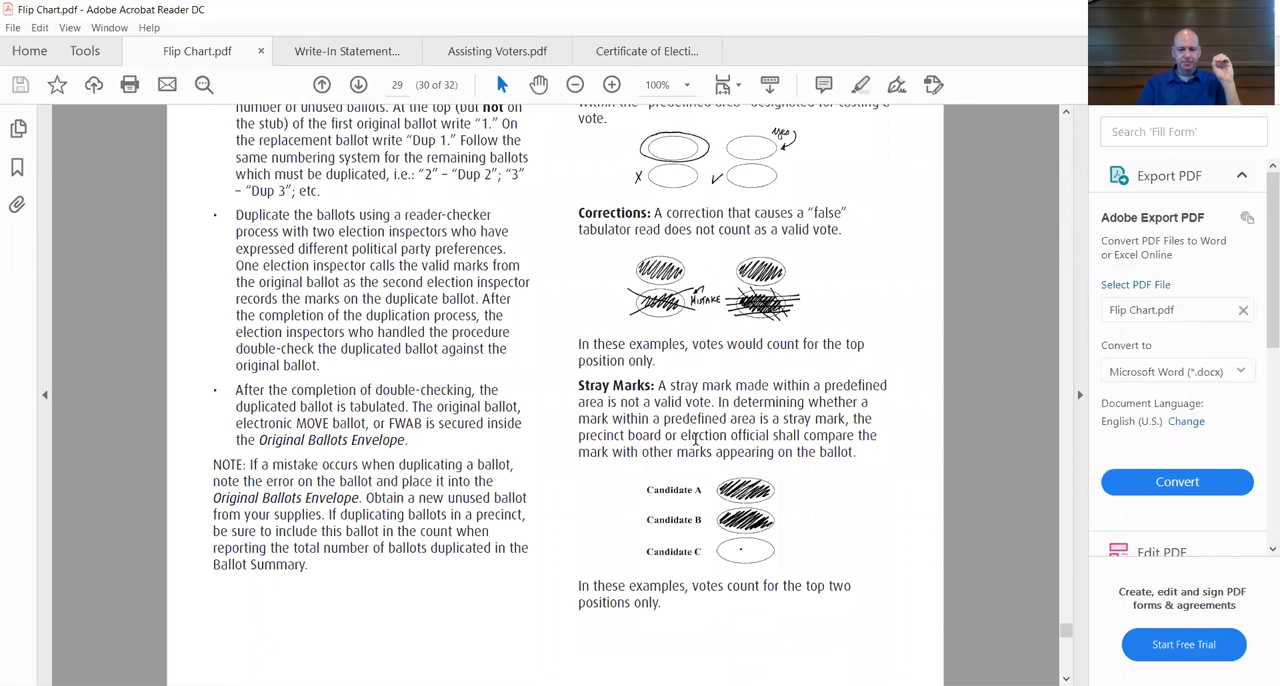 Flip Chart.pdf - Adobe Acrobat Reader DC
File Edit View Window Help
Home Tools Flip Chart.pdf × Write-In Statement... Assisting Voters.pdf Certificate of Electi...
29 (30 of 32) 100%
number of unused ballots. At the top (but not on
the stub) of the first original ballot write “1.” On
the replacement ballot write “Dup 1.” Follow the
same numbering system for the remaining ballots
which must be duplicated, i.e.: “2” – “Dup 2”; “3”
– “Dup 3”; etc.
• Duplicate the ballots using a reader-checker
process with two election inspectors who have
expressed different political party preferences.
One election inspector calls the valid marks from
the original ballot as the second election inspector
records the marks on the duplicate ballot. After
the completion of the duplication process, the
election inspectors who handled the procedure
double-check the duplicated ballot against the
original ballot.
• After the completion of double-checking, the
duplicated ballot is tabulated. The original ballot,
electronic MOVE ballot, or FWAB is secured inside
the Original Ballots Envelope.
NOTE: If a mistake occurs when duplicating a ballot,
note the error on the ballot and place it into the
Original Ballots Envelope. Obtain a new unused ballot
from your supplies. If duplicating ballots in a precinct,
be sure to include this ballot in the count when
reporting the total number of ballots duplicated in the
Ballot Summary.
within the “predefined area” designated for casting a
vote.
X
Corrections: A correction that causes a “false”
tabulator read does not count as a valid vote.
MISTAKE
In these examples, votes would count for the top
position only.
Stray Marks: A stray mark made within a predefined
area is not a valid vote. In determining whether a
mark within a predefined area is a stray mark, the
precinct board or election official shall compare the
mark with other marks appearing on the ballot.
Candidate A
Candidate B
Candidate C
In these examples, votes count for the top two
positions only.
Search 'Fill Form'
Export PDF
Adobe Export PDF
Convert PDF Files to Word
or Excel Online
Select PDF File
Flip Chart.pdf
Convert to
Microsoft Word (*.docx)
Document Language:
English (U.S.) Change
Convert
Edit PDF
Create, edit and sign PDF
forms & agreements
Start Free Trial